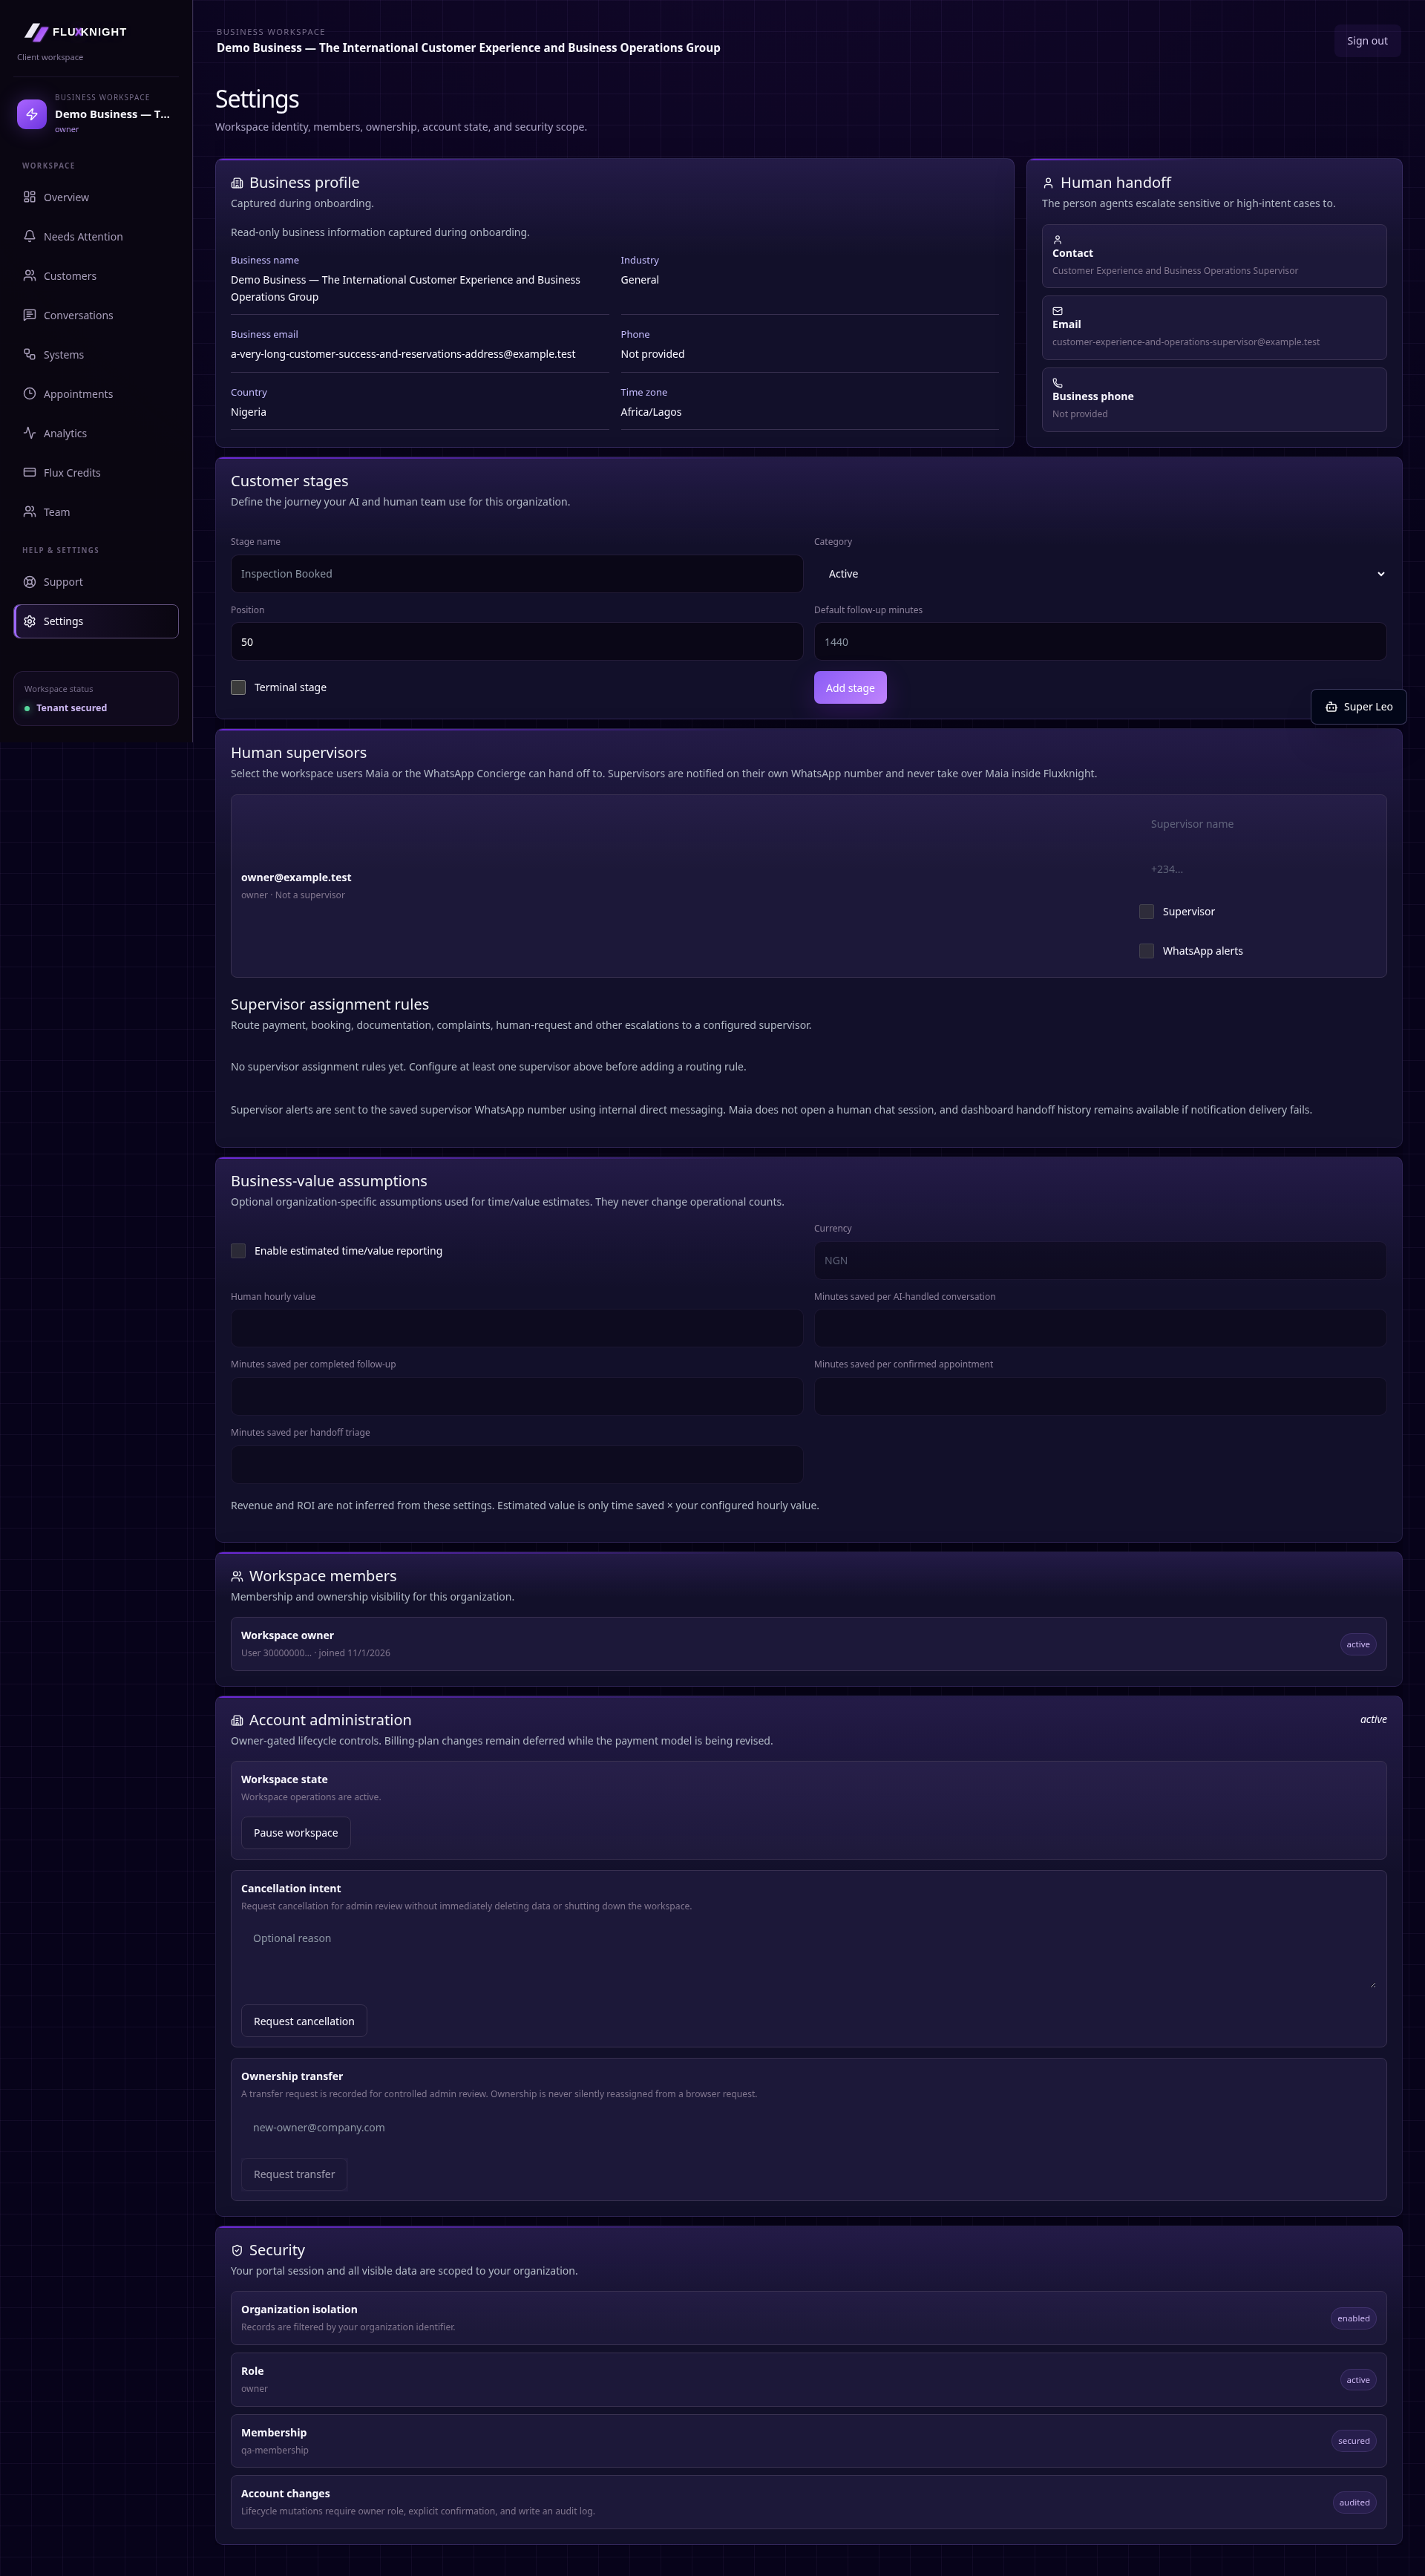 FLUXKNIGHT
Client workspace
BUSINESS WORKSPACE
Demo Business — T...
owner
WORKSPACE
Overview
Needs Attention
Customers
Conversations
Systems
Appointments
Analytics
Flux Credits
Team
HELP & SETTINGS
Support
Settings
Workspace status
Tenant secured
BUSINESS WORKSPACE
Demo Business — The International Customer Experience and Business Operations Group
Sign out
Settings
Workspace identity, members, ownership, account state, and security scope.
Business profile
Captured during onboarding.
Read-only business information captured during onboarding.
Business name
Demo Business — The International Customer Experience and Business
Operations Group
Industry
General
Business email
a-very-long-customer-success-and-reservations-address@example.test
Phone
Not provided
Country
Nigeria
Time zone
Africa/Lagos
Human handoff
The person agents escalate sensitive or high-intent cases to.
Contact
Customer Experience and Business Operations Supervisor
Email
customer-experience-and-operations-supervisor@example.test
Business phone
Not provided
Customer stages
Define the journey your AI and human team use for this organization.
Stage name
Inspection Booked
Category
Active
Position
50
Default follow-up minutes
1440
Terminal stage
Add stage
Super Leo
Human supervisors
Select the workspace users Maia or the WhatsApp Concierge can hand off to. Supervisors are notified on their own WhatsApp number and never take over Maia inside Fluxknight.
owner@example.test
owner · Not a supervisor
Supervisor name
+234...
Supervisor
WhatsApp alerts
Supervisor assignment rules
Route payment, booking, documentation, complaints, human-request and other escalations to a configured supervisor.
No supervisor assignment rules yet. Configure at least one supervisor above before adding a routing rule.
Supervisor alerts are sent to the saved supervisor WhatsApp number using internal direct messaging. Maia does not open a human chat session, and dashboard handoff history remains available if notification delivery fails.
Business-value assumptions
Optional organization-specific assumptions used for time/value estimates. They never change operational counts.
Enable estimated time/value reporting
Currency
NGN
Human hourly value
Minutes saved per AI-handled conversation
Minutes saved per completed follow-up
Minutes saved per confirmed appointment
Minutes saved per handoff triage
Revenue and ROI are not inferred from these settings. Estimated value is only time saved × your configured hourly value.
Workspace members
Membership and ownership visibility for this organization.
Workspace owner
User 30000000... · joined 11/1/2026
active
Account administration
active
Owner-gated lifecycle controls. Billing-plan changes remain deferred while the payment model is being revised.
Workspace state
Workspace operations are active.
Pause workspace
Cancellation intent
Request cancellation for admin review without immediately deleting data or shutting down the workspace.
Optional reason
Request cancellation
Ownership transfer
A transfer request is recorded for controlled admin review. Ownership is never silently reassigned from a browser request.
new-owner@company.com
Request transfer
Security
Your portal session and all visible data are scoped to your organization.
Organization isolation
Records are filtered by your organization identifier.
enabled
Role
owner
active
Membership
qa-membership
secured
Account changes
Lifecycle mutations require owner role, explicit confirmation, and write an audit log.
audited